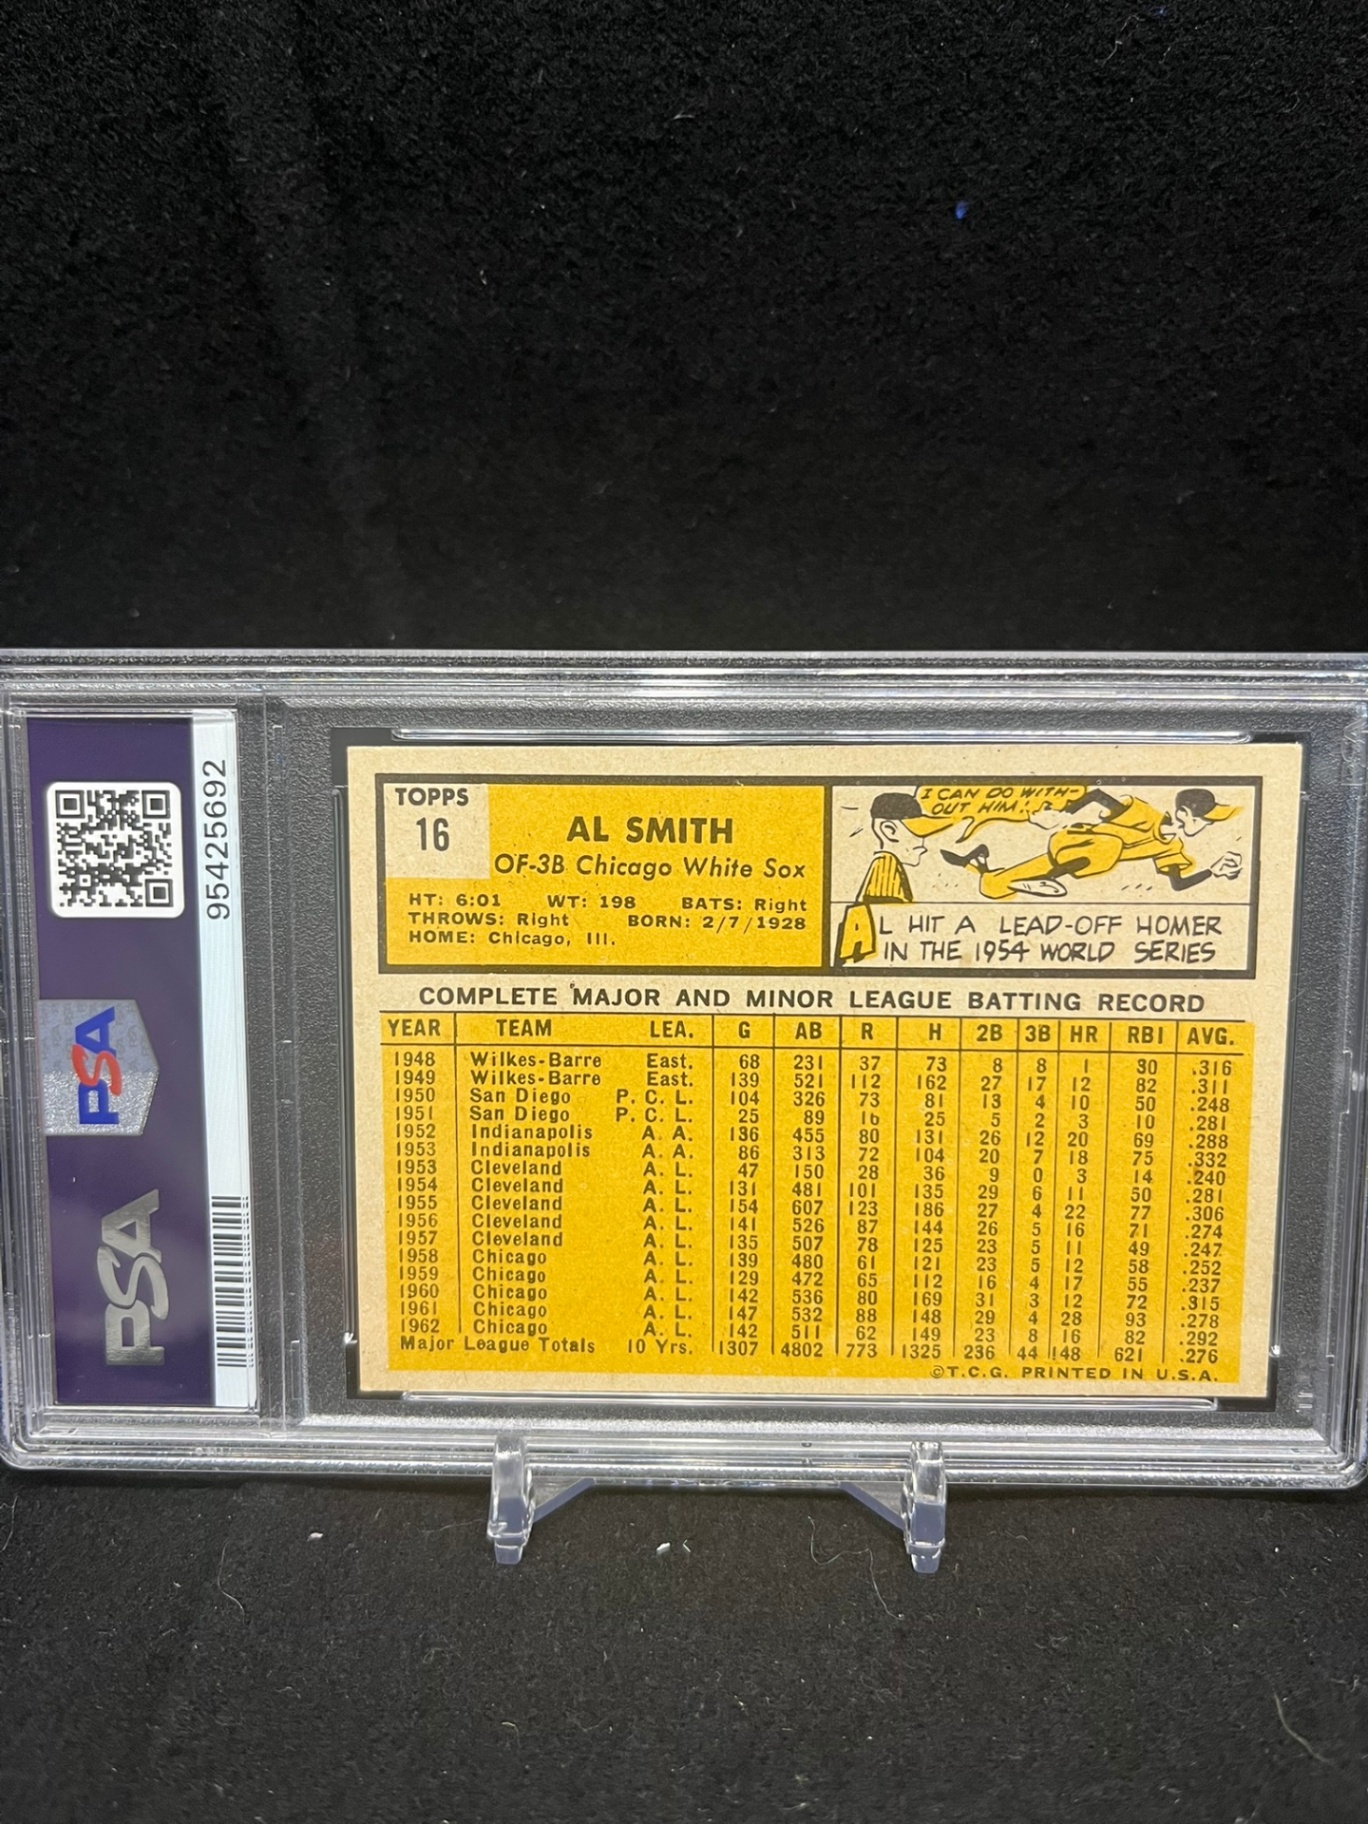 95425692
PSA
PSA
TOPPS
16
AL SMITH
OF-3B Chicago White Sox
HT: 6:01 WT: 198 BATS: Right
THROWS: Right BORN: 2/7/1928
HOME: Chicago, Ill.
I CAN DO WITH-
OUT HIM!
AL HIT A LEAD-OFF HOMER
IN THE 1954 WORLD SERIES
COMPLETE MAJOR AND MINOR LEAGUE BATTING RECORD
YEAR TEAM LEA. G AB R H 2B 3B HR RBI AVG.
1948 Wilkes-Barre East. 68 231 37 73 8 8 1 30 .316
1949 Wilkes-Barre East. 139 521 112 162 27 17 12 82 .311
1950 San Diego P. C. L. 104 326 73 81 13 4 10 50 .248
1951 San Diego P. C. L. 25 89 16 25 5 2 3 10 .281
1952 Indianapolis A. A. 136 455 80 131 26 12 20 69 .288
1953 Indianapolis A. A. 86 313 72 104 20 7 18 75 .332
1953 Cleveland A. L. 47 150 28 36 9 0 3 14 .240
1954 Cleveland A. L. 131 481 101 135 29 6 11 50 .281
1955 Cleveland A. L. 154 607 123 186 27 4 22 77 .306
1956 Cleveland A. L. 141 526 87 144 26 5 16 71 .274
1957 Cleveland A. L. 135 507 78 125 23 5 11 49 .247
1958 Chicago A. L. 139 480 61 121 23 5 12 58 .252
1959 Chicago A. L. 129 472 65 112 16 4 17 55 .237
1960 Chicago A. L. 142 536 80 169 31 3 12 72 .315
1961 Chicago A. L. 147 532 88 148 29 4 28 93 .278
1962 Chicago A. L. 142 511 62 149 23 8 16 82 .292
Major League Totals 10 Yrs. 1307 4802 773 1325 236 44 148 621 .276
©T.C.G. PRINTED IN U.S.A.